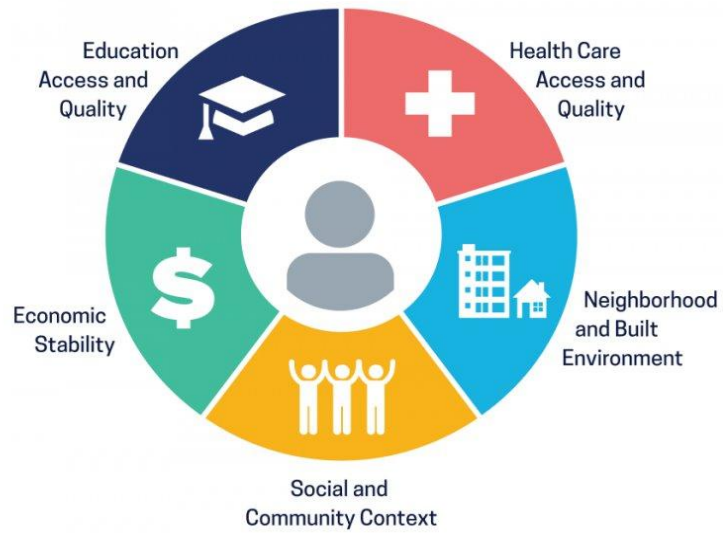 Education
Access and
Quality
Health Care
Access and
Quality
$
Economic
Stability
Neighborhood
and Built
Environment
Social and
Community Context